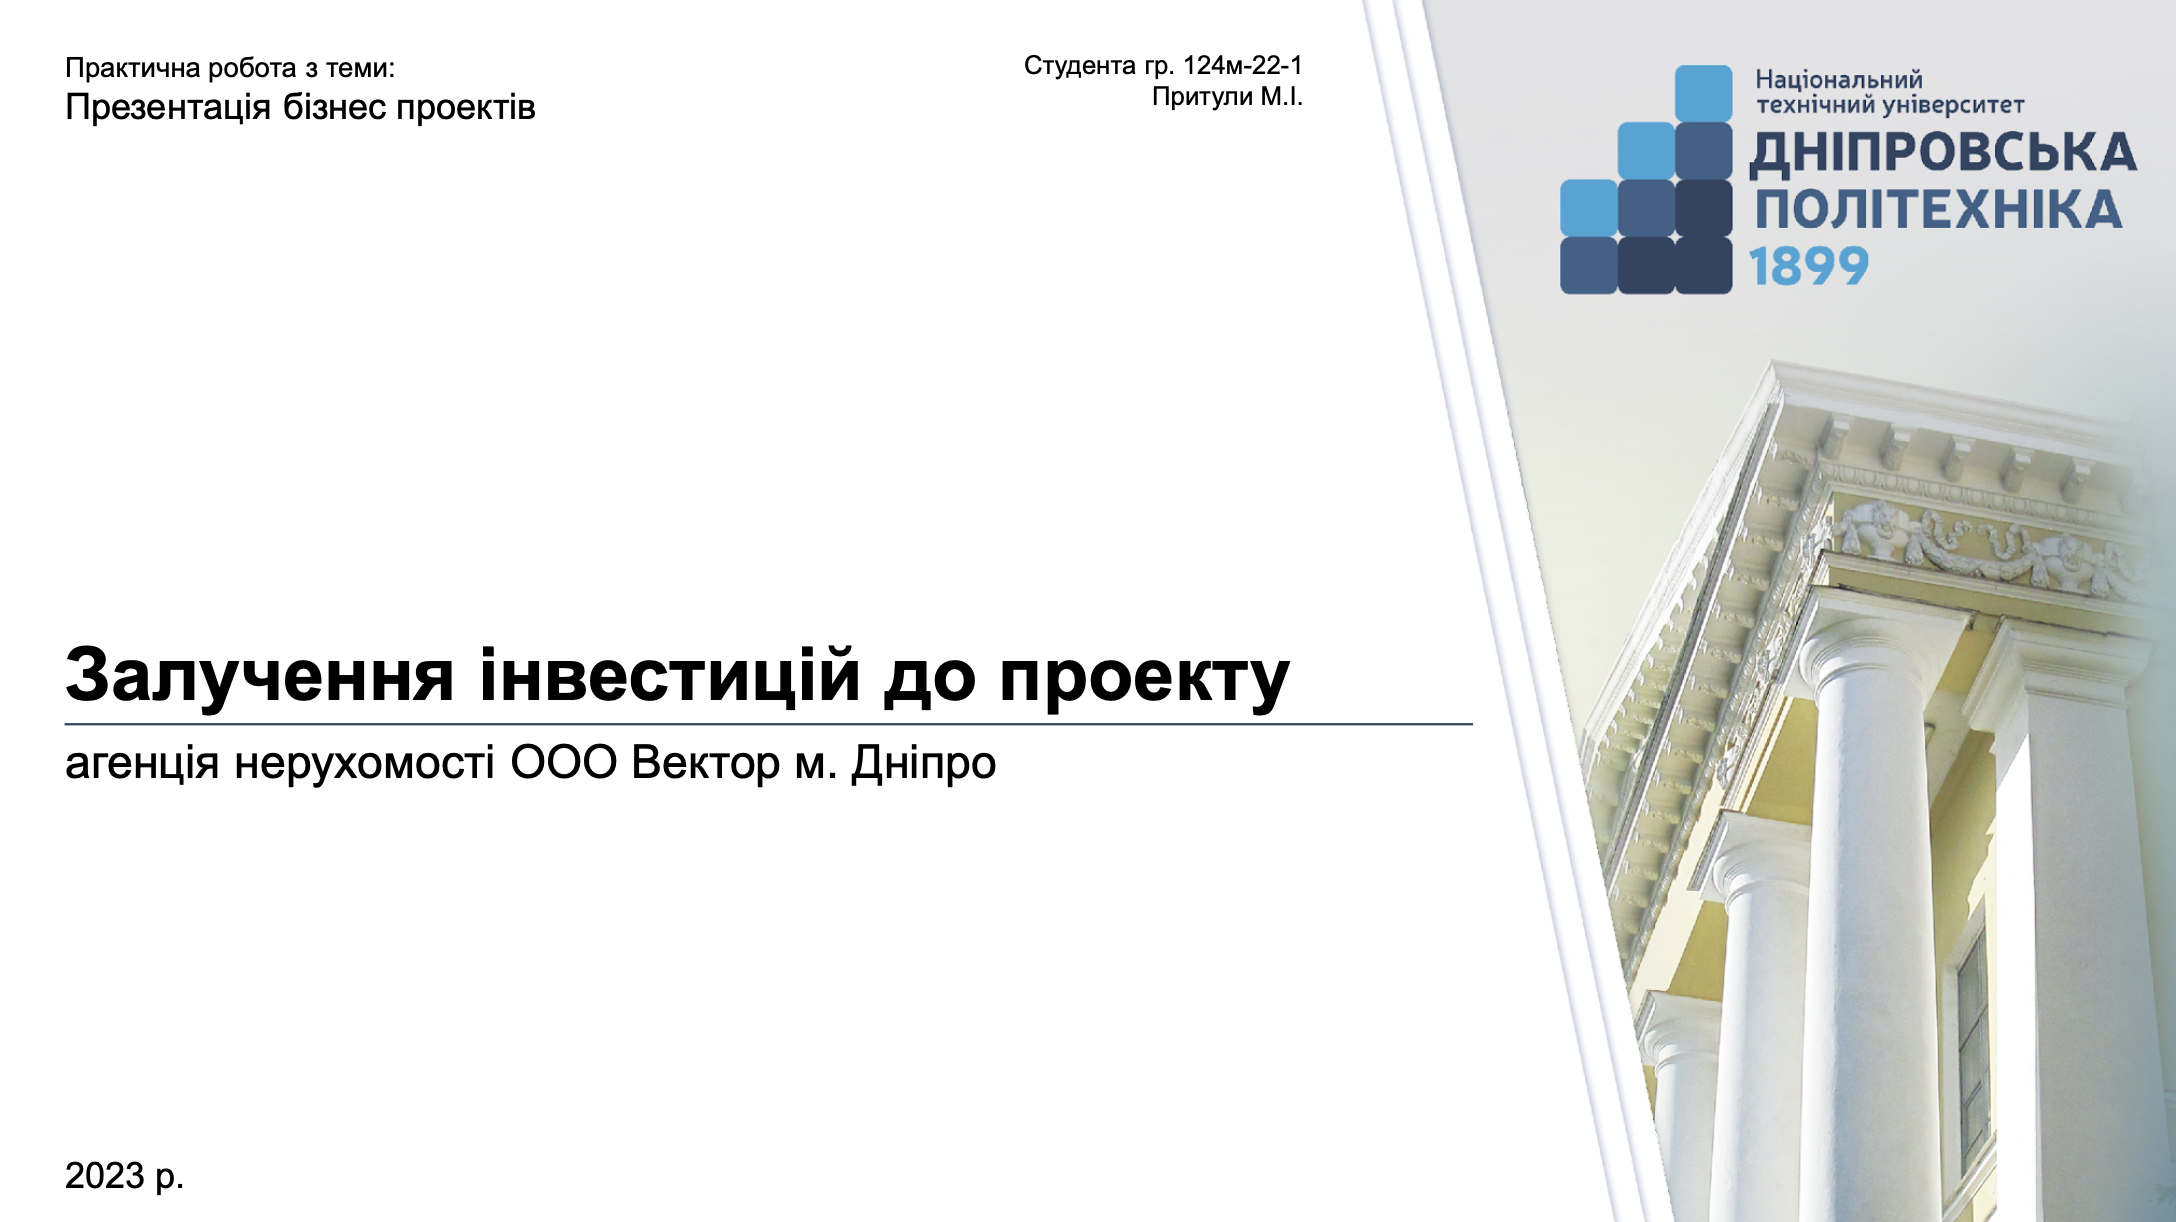 Практична робота з теми:
Презентація бізнес проектів
Студента гр. 124м-22-1
Притули М.І.
Національний
технічний університет
ДНІПРОВСЬКА
ПОЛІТЕХНІКА
1899
Залучення інвестицій до проекту
агенція нерухомості ООО Вектор м. Дніпро
2023 р.